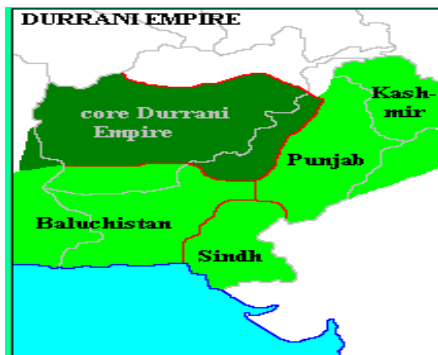 DURRANI EMPIRE
core Durrani
Empire
Kash-
mir
Punjab
Baluchistan
Sindh